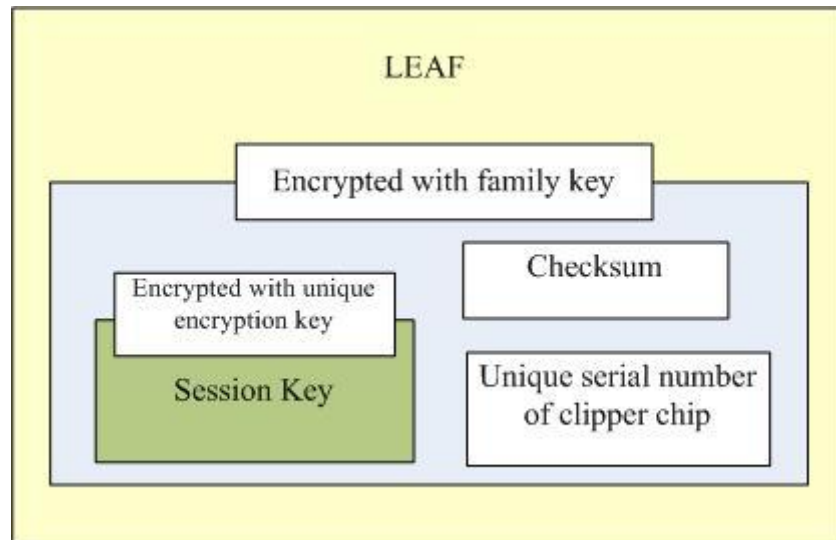 LEAF
Encrypted with family key
Checksum
Encrypted with unique
encryption key
Session Key
Unique serial number
of clipper chip